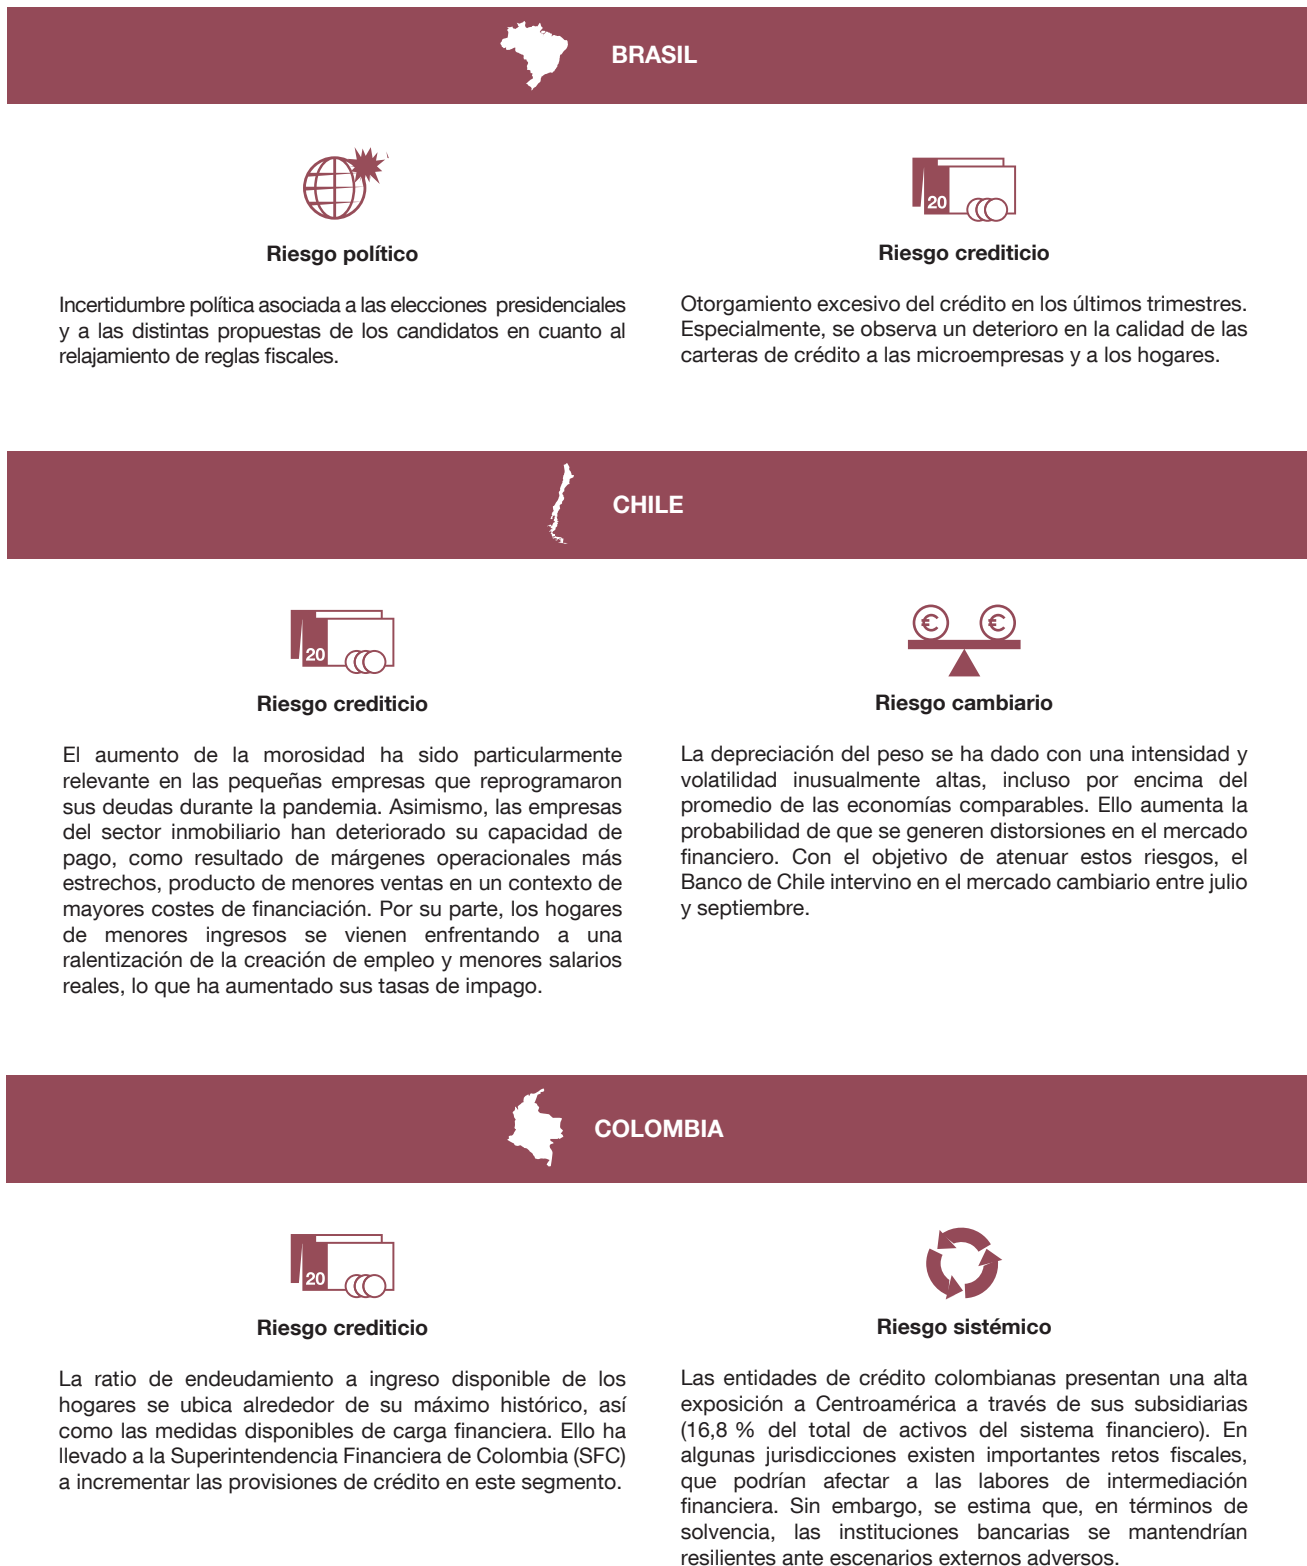 BRASIL
20
Riesgo político
Riesgo crediticio
Incertidumbre política asociada a las elecciones presidenciales
y a las distintas propuestas de los candidatos en cuanto al
relajamiento de reglas fiscales.
Otorgamiento excesivo del crédito en los últimos trimestres.
Especialmente, se observa un deterioro en la calidad de las
carteras de crédito a las microempresas y a los hogares.
CHILE
20
€ €
Riesgo crediticio
Riesgo cambiario
El aumento de la morosidad ha sido particularmente
relevante en las pequeñas empresas que reprogramaron
sus deudas durante la pandemia. Asimismo, las empresas
del sector inmobiliario han deteriorado su capacidad de
pago, como resultado de márgenes operacionales más
estrechos, producto de menores ventas en un contexto de
mayores costes de financiación. Por su parte, los hogares
de menores ingresos se vienen enfrentando a una
ralentización de la creación de empleo y menores salarios
reales, lo que ha aumentado sus tasas de impago.
La depreciación del peso se ha dado con una intensidad y
volatilidad inusualmente altas, incluso por encima del
promedio de las economías comparables. Ello aumenta la
probabilidad de que se generen distorsiones en el mercado
financiero. Con el objetivo de atenuar estos riesgos, el
Banco de Chile intervino en el mercado cambiario entre julio
y septiembre.
COLOMBIA
20
Riesgo crediticio
Riesgo sistémico
La ratio de endeudamiento a ingreso disponible de los
hogares se ubica alrededor de su máximo histórico, así
como las medidas disponibles de carga financiera. Ello ha
llevado a la Superintendencia Financiera de Colombia (SFC)
a incrementar las provisiones de crédito en este segmento.
Las entidades de crédito colombianas presentan una alta
exposición a Centroamérica a través de sus subsidiarias
(16,8 % del total de activos del sistema financiero). En
algunas jurisdicciones existen importantes retos fiscales,
que podrían afectar a las labores de intermediación
financiera. Sin embargo, se estima que, en términos de
solvencia, las instituciones bancarias se mantendrían
resilientes ante escenarios externos adversos.